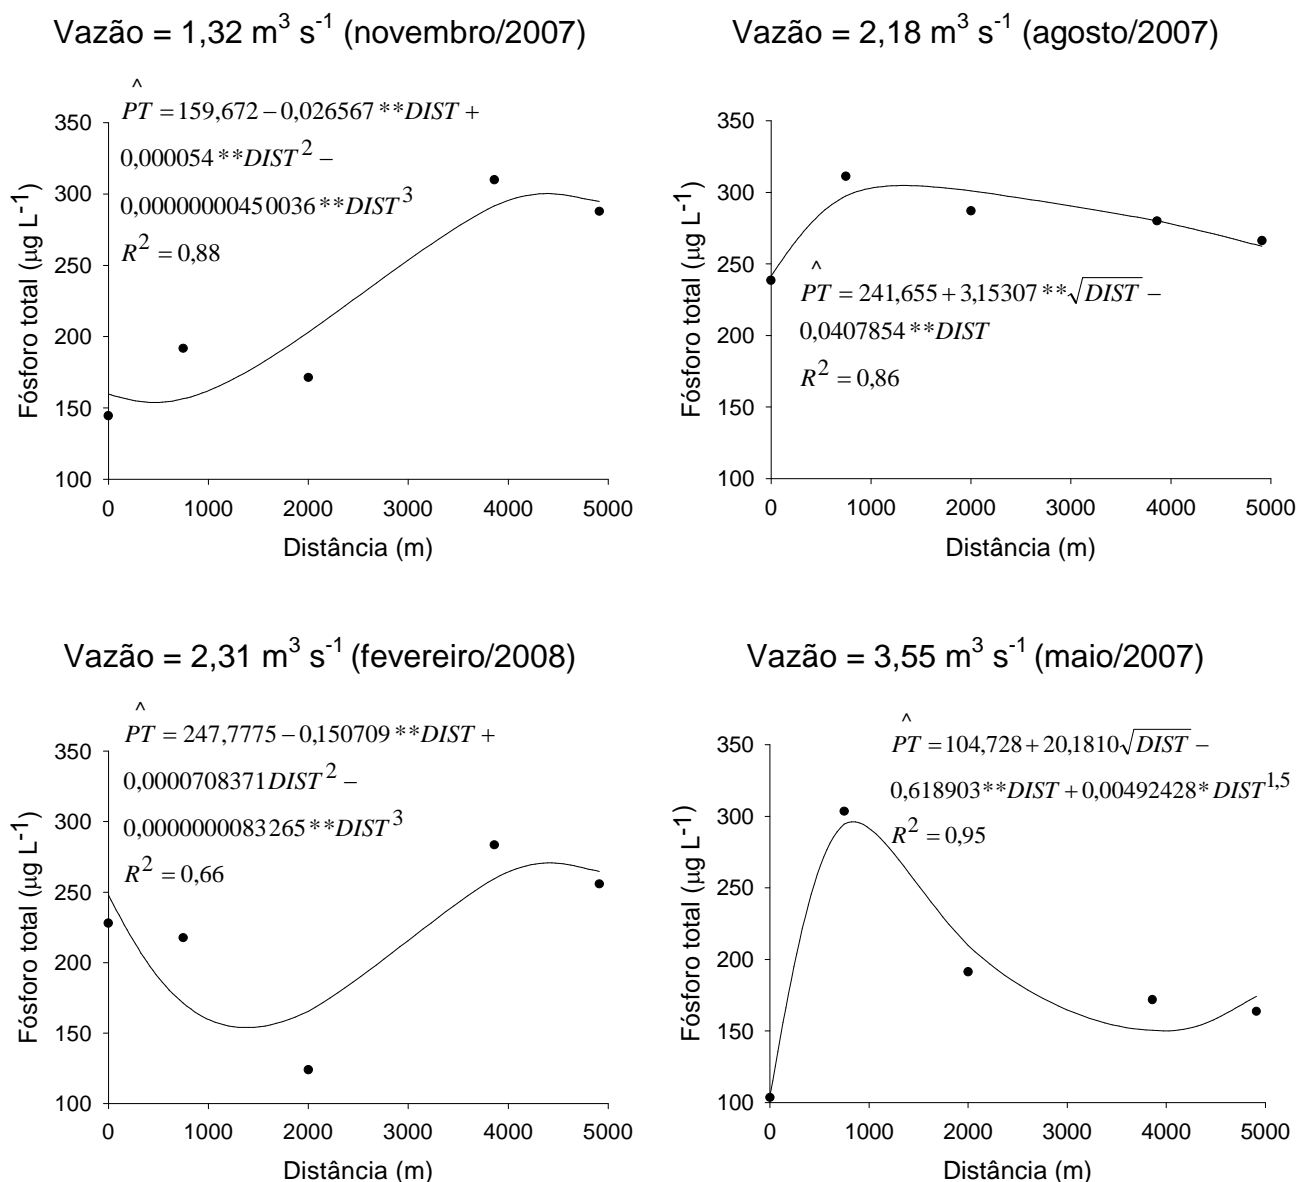 Vazão = 1,32 m³ s⁻¹ (novembro/2007)
^
PT = 159,672 − 0,026567 **DIST +
0,000054 **DIST² −
0,00000000450036 **DIST³
R² = 0,88
Fósforo total (µg L⁻¹)
350
300
250
200
150
100
0 1000 2000 3000 4000 5000
Distância (m)
Vazão = 2,18 m³ s⁻¹ (agosto/2007)
350
300
250
200
150
100
Fósforo total (µg L⁻¹)
^
PT = 241,655 + 3,15307 **√DIST −
0,0407854 **DIST
R² = 0,86
0 1000 2000 3000 4000 5000
Distância (m)
Vazão = 2,31 m³ s⁻¹ (fevereiro/2008)
^
PT = 247,7775 − 0,150709 **DIST +
0,0000708371DIST² −
0,0000000083265 **DIST³
R² = 0,66
Fósforo total (µg L⁻¹)
350
300
250
200
150
100
0 1000 2000 3000 4000 5000
Distância (m)
Vazão = 3,55 m³ s⁻¹ (maio/2007)
^
PT = 104,728 + 20,1810√DIST −
0,618903 **DIST + 0,00492428 * DIST¹,⁵
R² = 0,95
Fósforo total (µg L⁻¹)
350
300
250
200
150
100
0 1000 2000 3000 4000 5000
Distância (m)